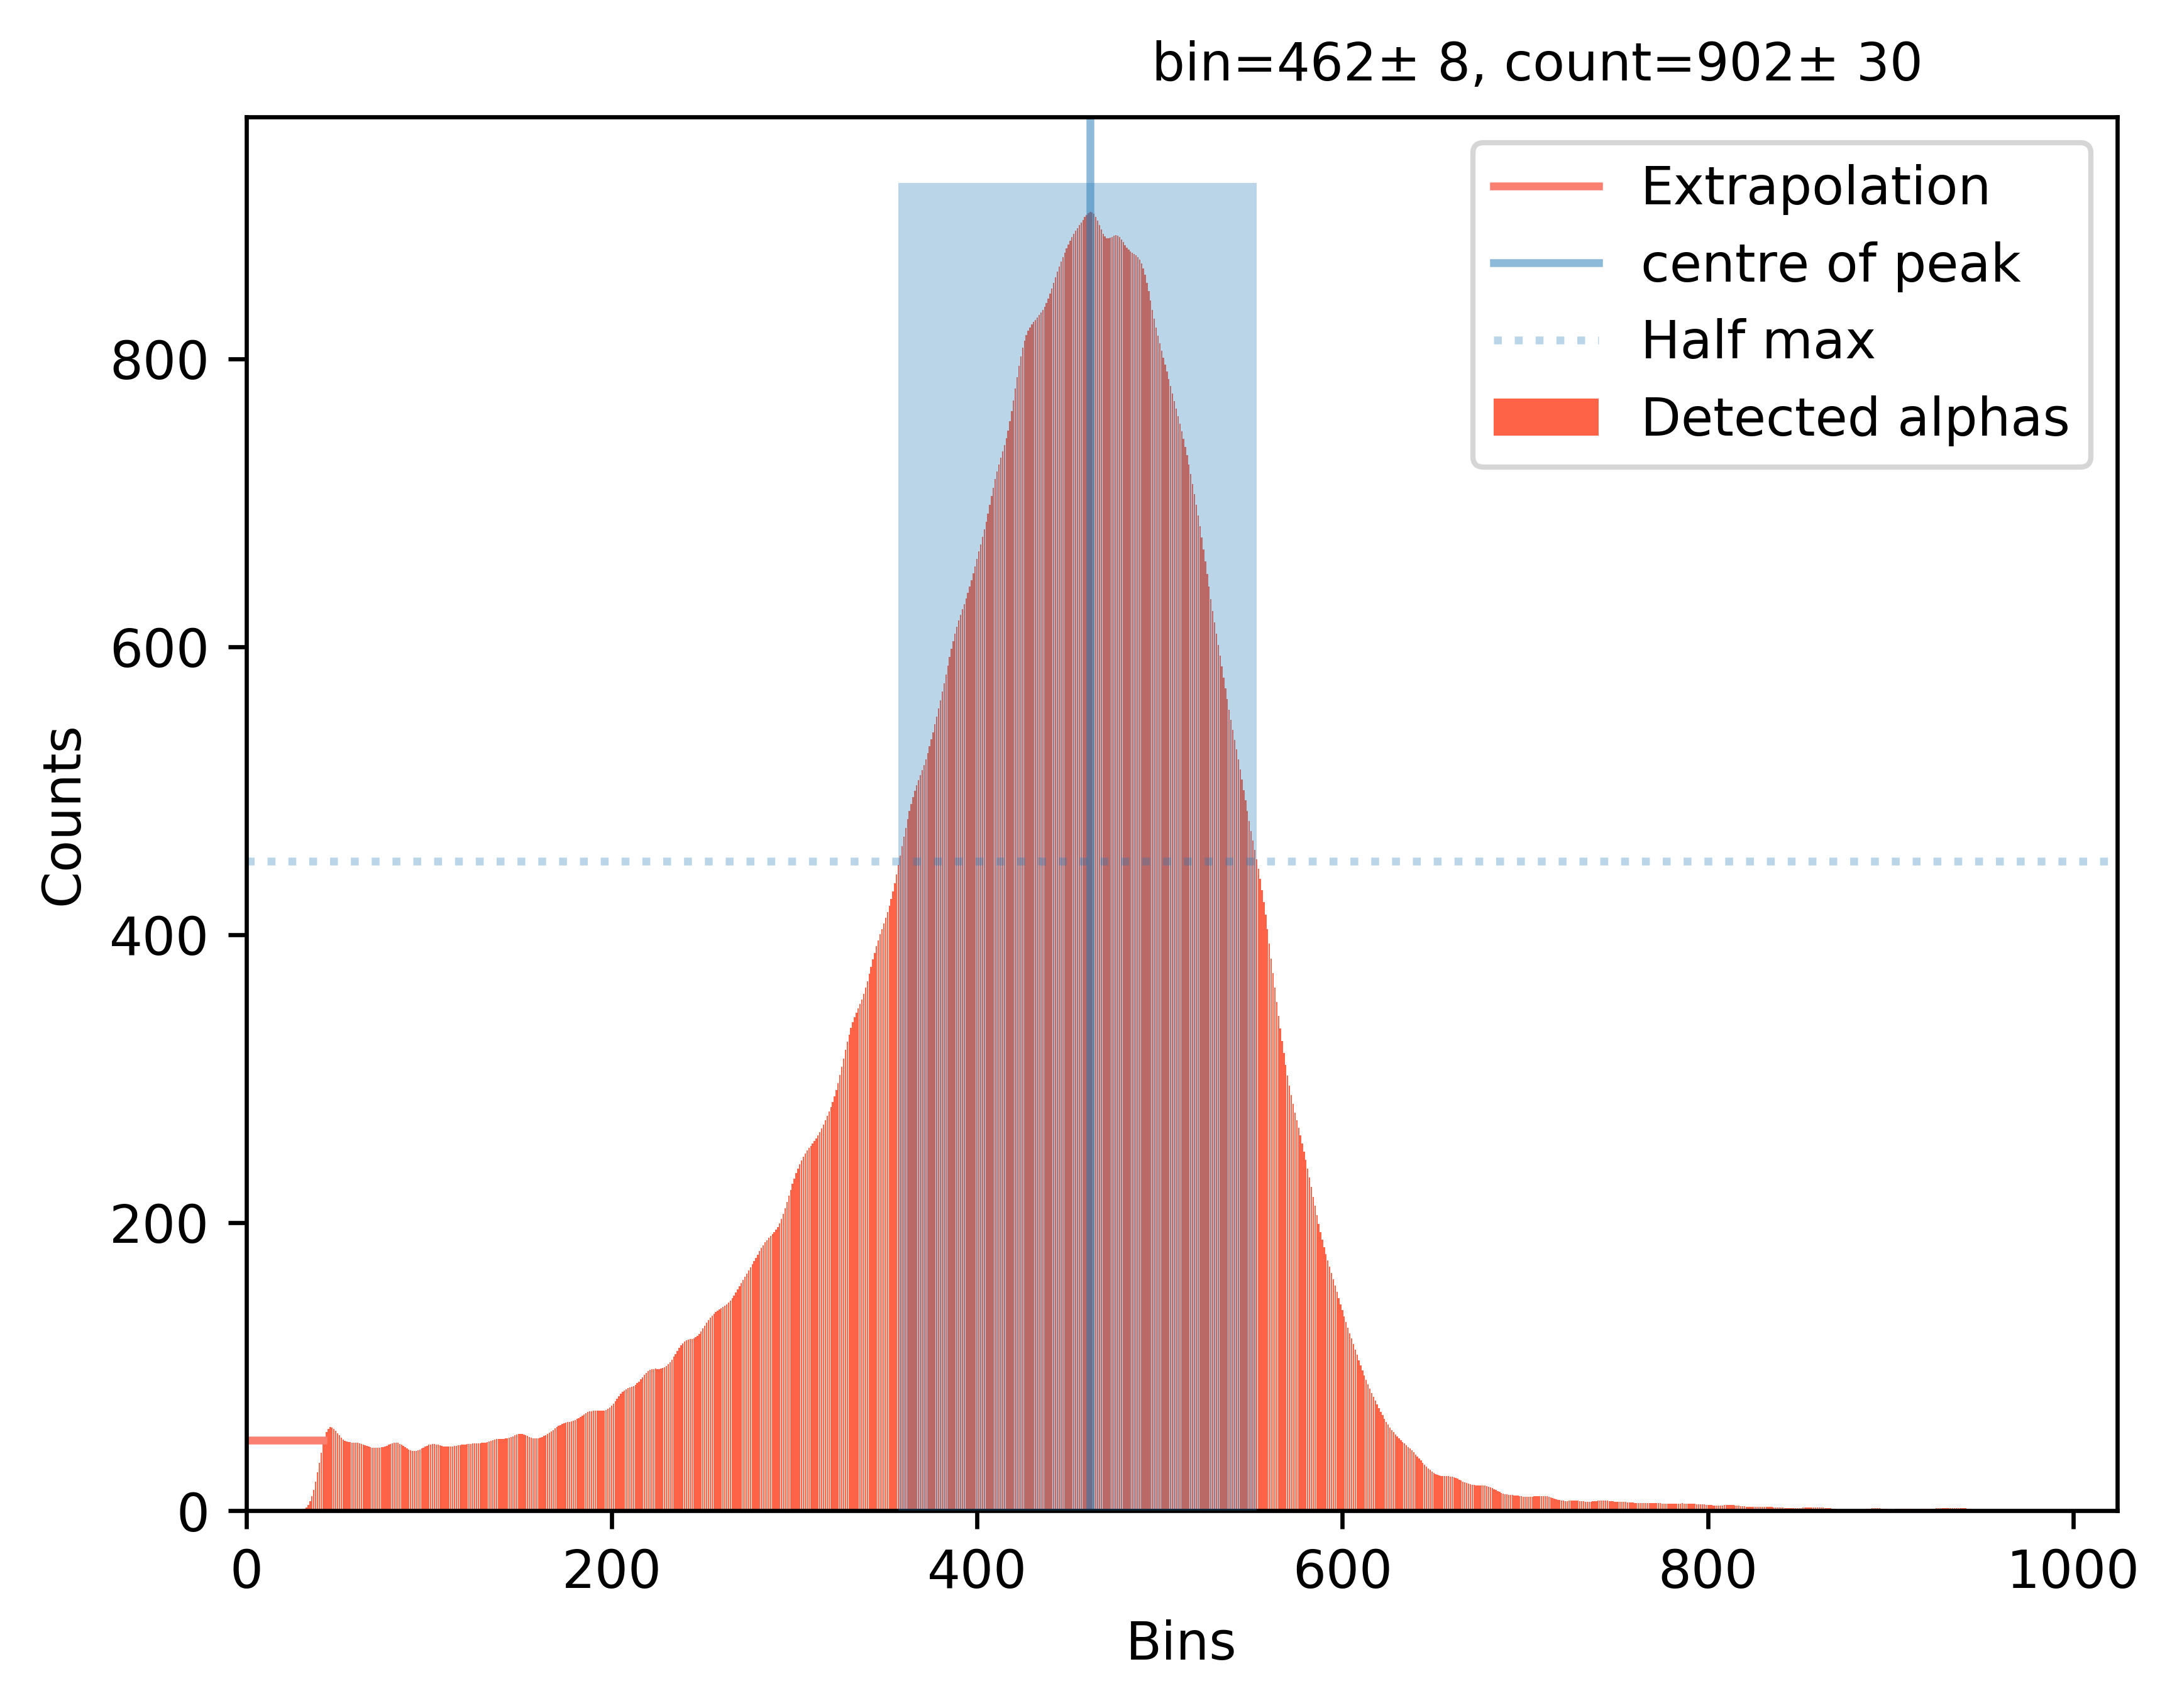 bin=462± 8, count=902± 30
Extrapolation
centre of peak
Half max
Detected alphas
Counts
800
600
400
200
0
0 200 400 600 800 1000
Bins